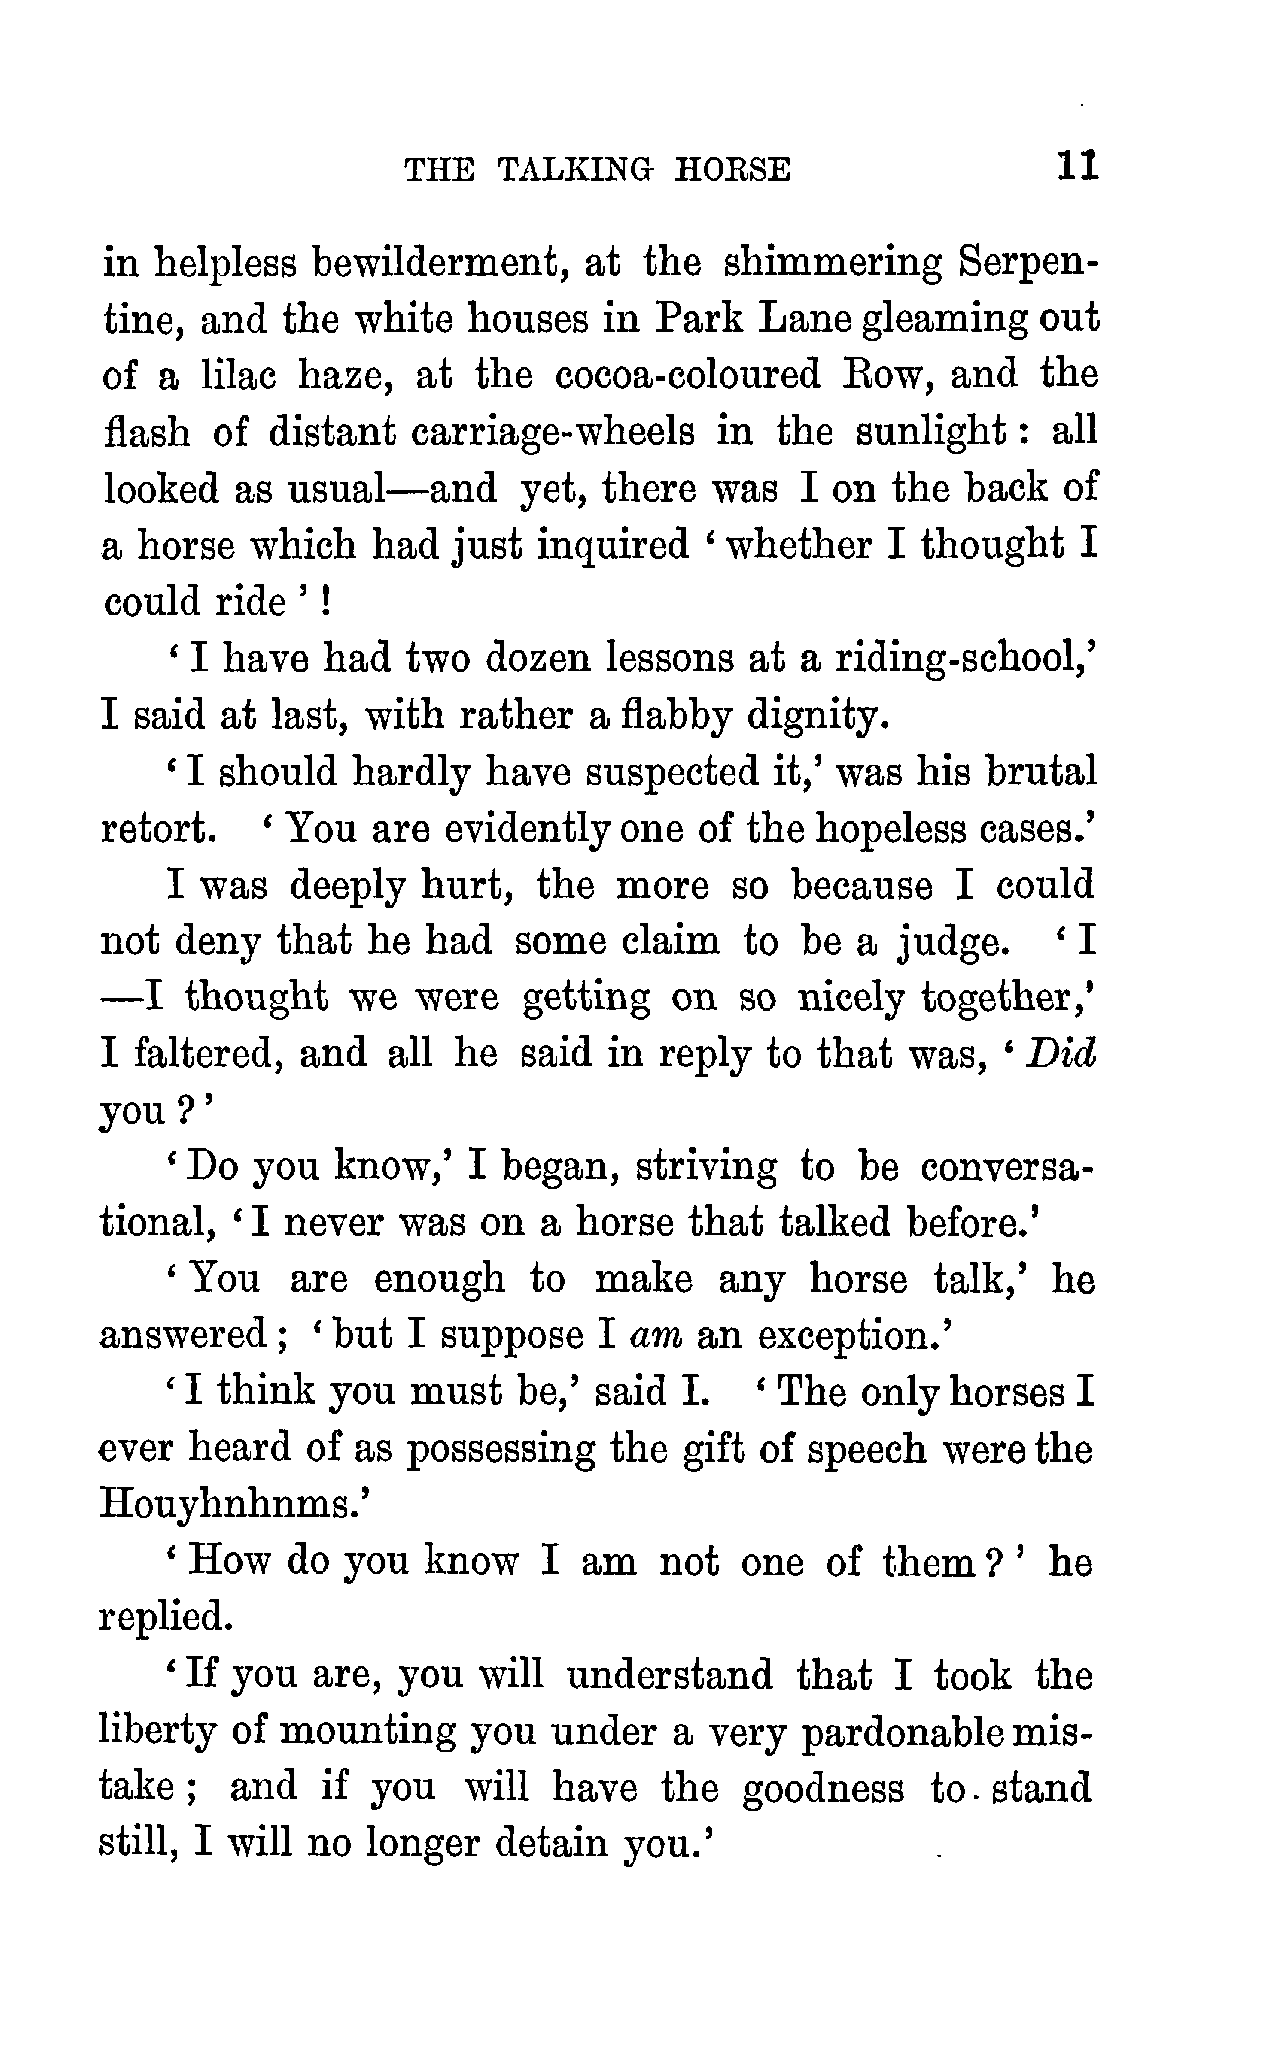 THE TALKING HORSE 11
in helpless bewilderment, at the shimmering Serpen-
tine, and the white houses in Park Lane gleaming out
of a lilac haze, at the cocoa-coloured Row, and the
flash of distant carriage-wheels in the sunlight : all
looked as usual—and yet, there was I on the back of
a horse which had just inquired ‘ whether I thought I
could ride ’ !
‘ I have had two dozen lessons at a riding-school,’
I said at last, with rather a flabby dignity.
‘ I should hardly have suspected it,’ was his brutal
retort. ‘ You are evidently one of the hopeless cases.’
I was deeply hurt, the more so because I could
not deny that he had some claim to be a judge. ‘ I
—I thought we were getting on so nicely together,’
I faltered, and all he said in reply to that was, ‘ Did
you ? ’
‘ Do you know,’ I began, striving to be conversa-
tional, ‘ I never was on a horse that talked before.’
‘ You are enough to make any horse talk,’ he
answered ; ‘ but I suppose I am an exception.’
‘ I think you must be,’ said I. ‘ The only horses I
ever heard of as possessing the gift of speech were the
Houyhnhnms.’
‘ How do you know I am not one of them ? ’ he
replied.
‘ If you are, you will understand that I took the
liberty of mounting you under a very pardonable mis-
take ; and if you will have the goodness to stand
still, I will no longer detain you.’